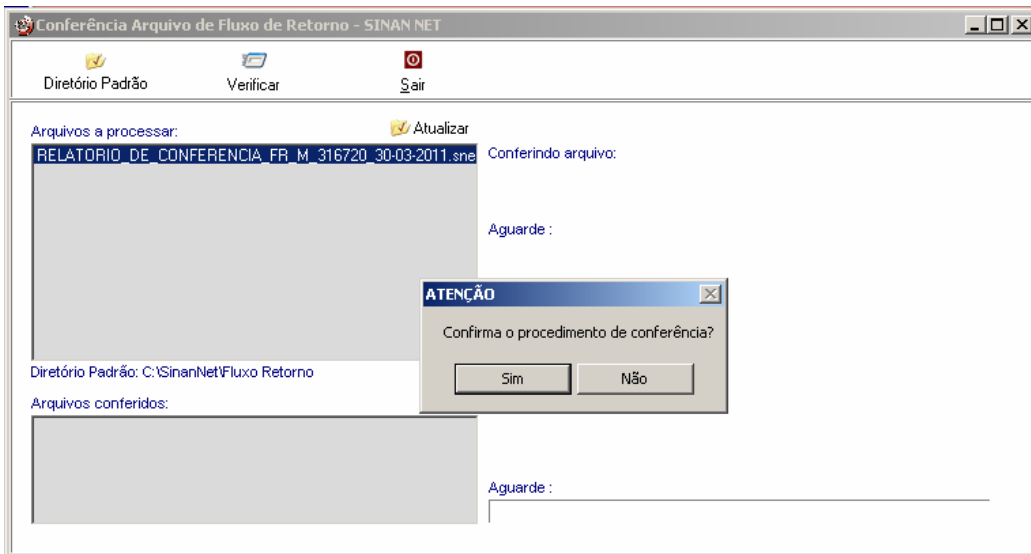 Conferência Arquivo de Fluxo de Retorno - SINAN NET
Diretório Padrão Verificar Sair
Arquivos a processar: Atualizar
RELATORIO_DE_CONFERENCIA_FR_M_316720_30-03-2011.sne
Conferindo arquivo:
Aguarde :
ATENÇÃO
Confirma o procedimento de conferência?
Sim Não
Diretório Padrão: C:\SinanNet\Fluxo Retorno
Arquivos conferidos:
Aguarde :